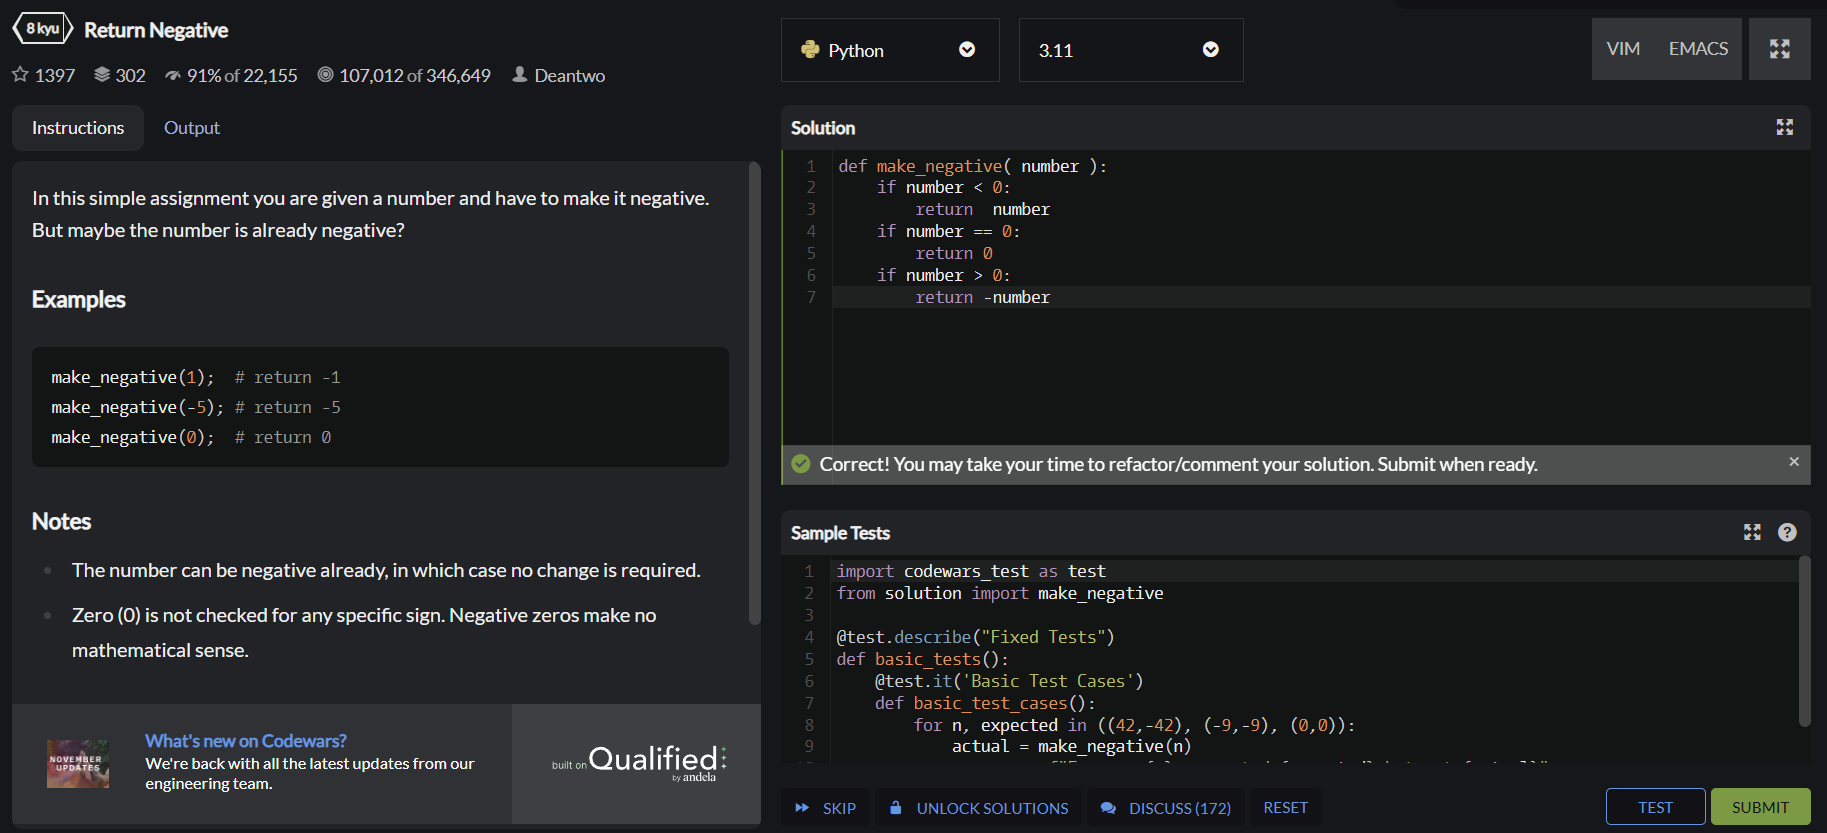 8 kyu Return Negative
1397 302 91% of 22,155 107,012 of 346,649 Deantwo
Instructions Output
In this simple assignment you are given a number and have to make it negative.
But maybe the number is already negative?
Examples
make_negative(1);  # return -1
make_negative(-5); # return -5
make_negative(0);  # return 0
Notes
The number can be negative already, in which case no change is required.
Zero (0) is not checked for any specific sign. Negative zeros make no
mathematical sense.
NOVEMBER
UPDATES
What's new on Codewars?
We're back with all the latest updates from our
engineering team.
built on Qualified
by andela
Python 3.11 VIM EMACS
Solution
1 def make_negative( number ):
2     if number < 0:
3         return  number
4     if number == 0:
5         return 0
6     if number > 0:
7         return -number
Correct! You may take your time to refactor/comment your solution. Submit when ready. ×
Sample Tests ?
1 import codewars_test as test
2 from solution import make_negative
3
4 @test.describe("Fixed Tests")
5 def basic_tests():
6     @test.it('Basic Test Cases')
7     def basic_test_cases():
8         for n, expected in ((42,-42), (-9,-9), (0,0)):
9             actual = make_negative(n)
SKIP UNLOCK SOLUTIONS DISCUSS (172) RESET TEST SUBMIT